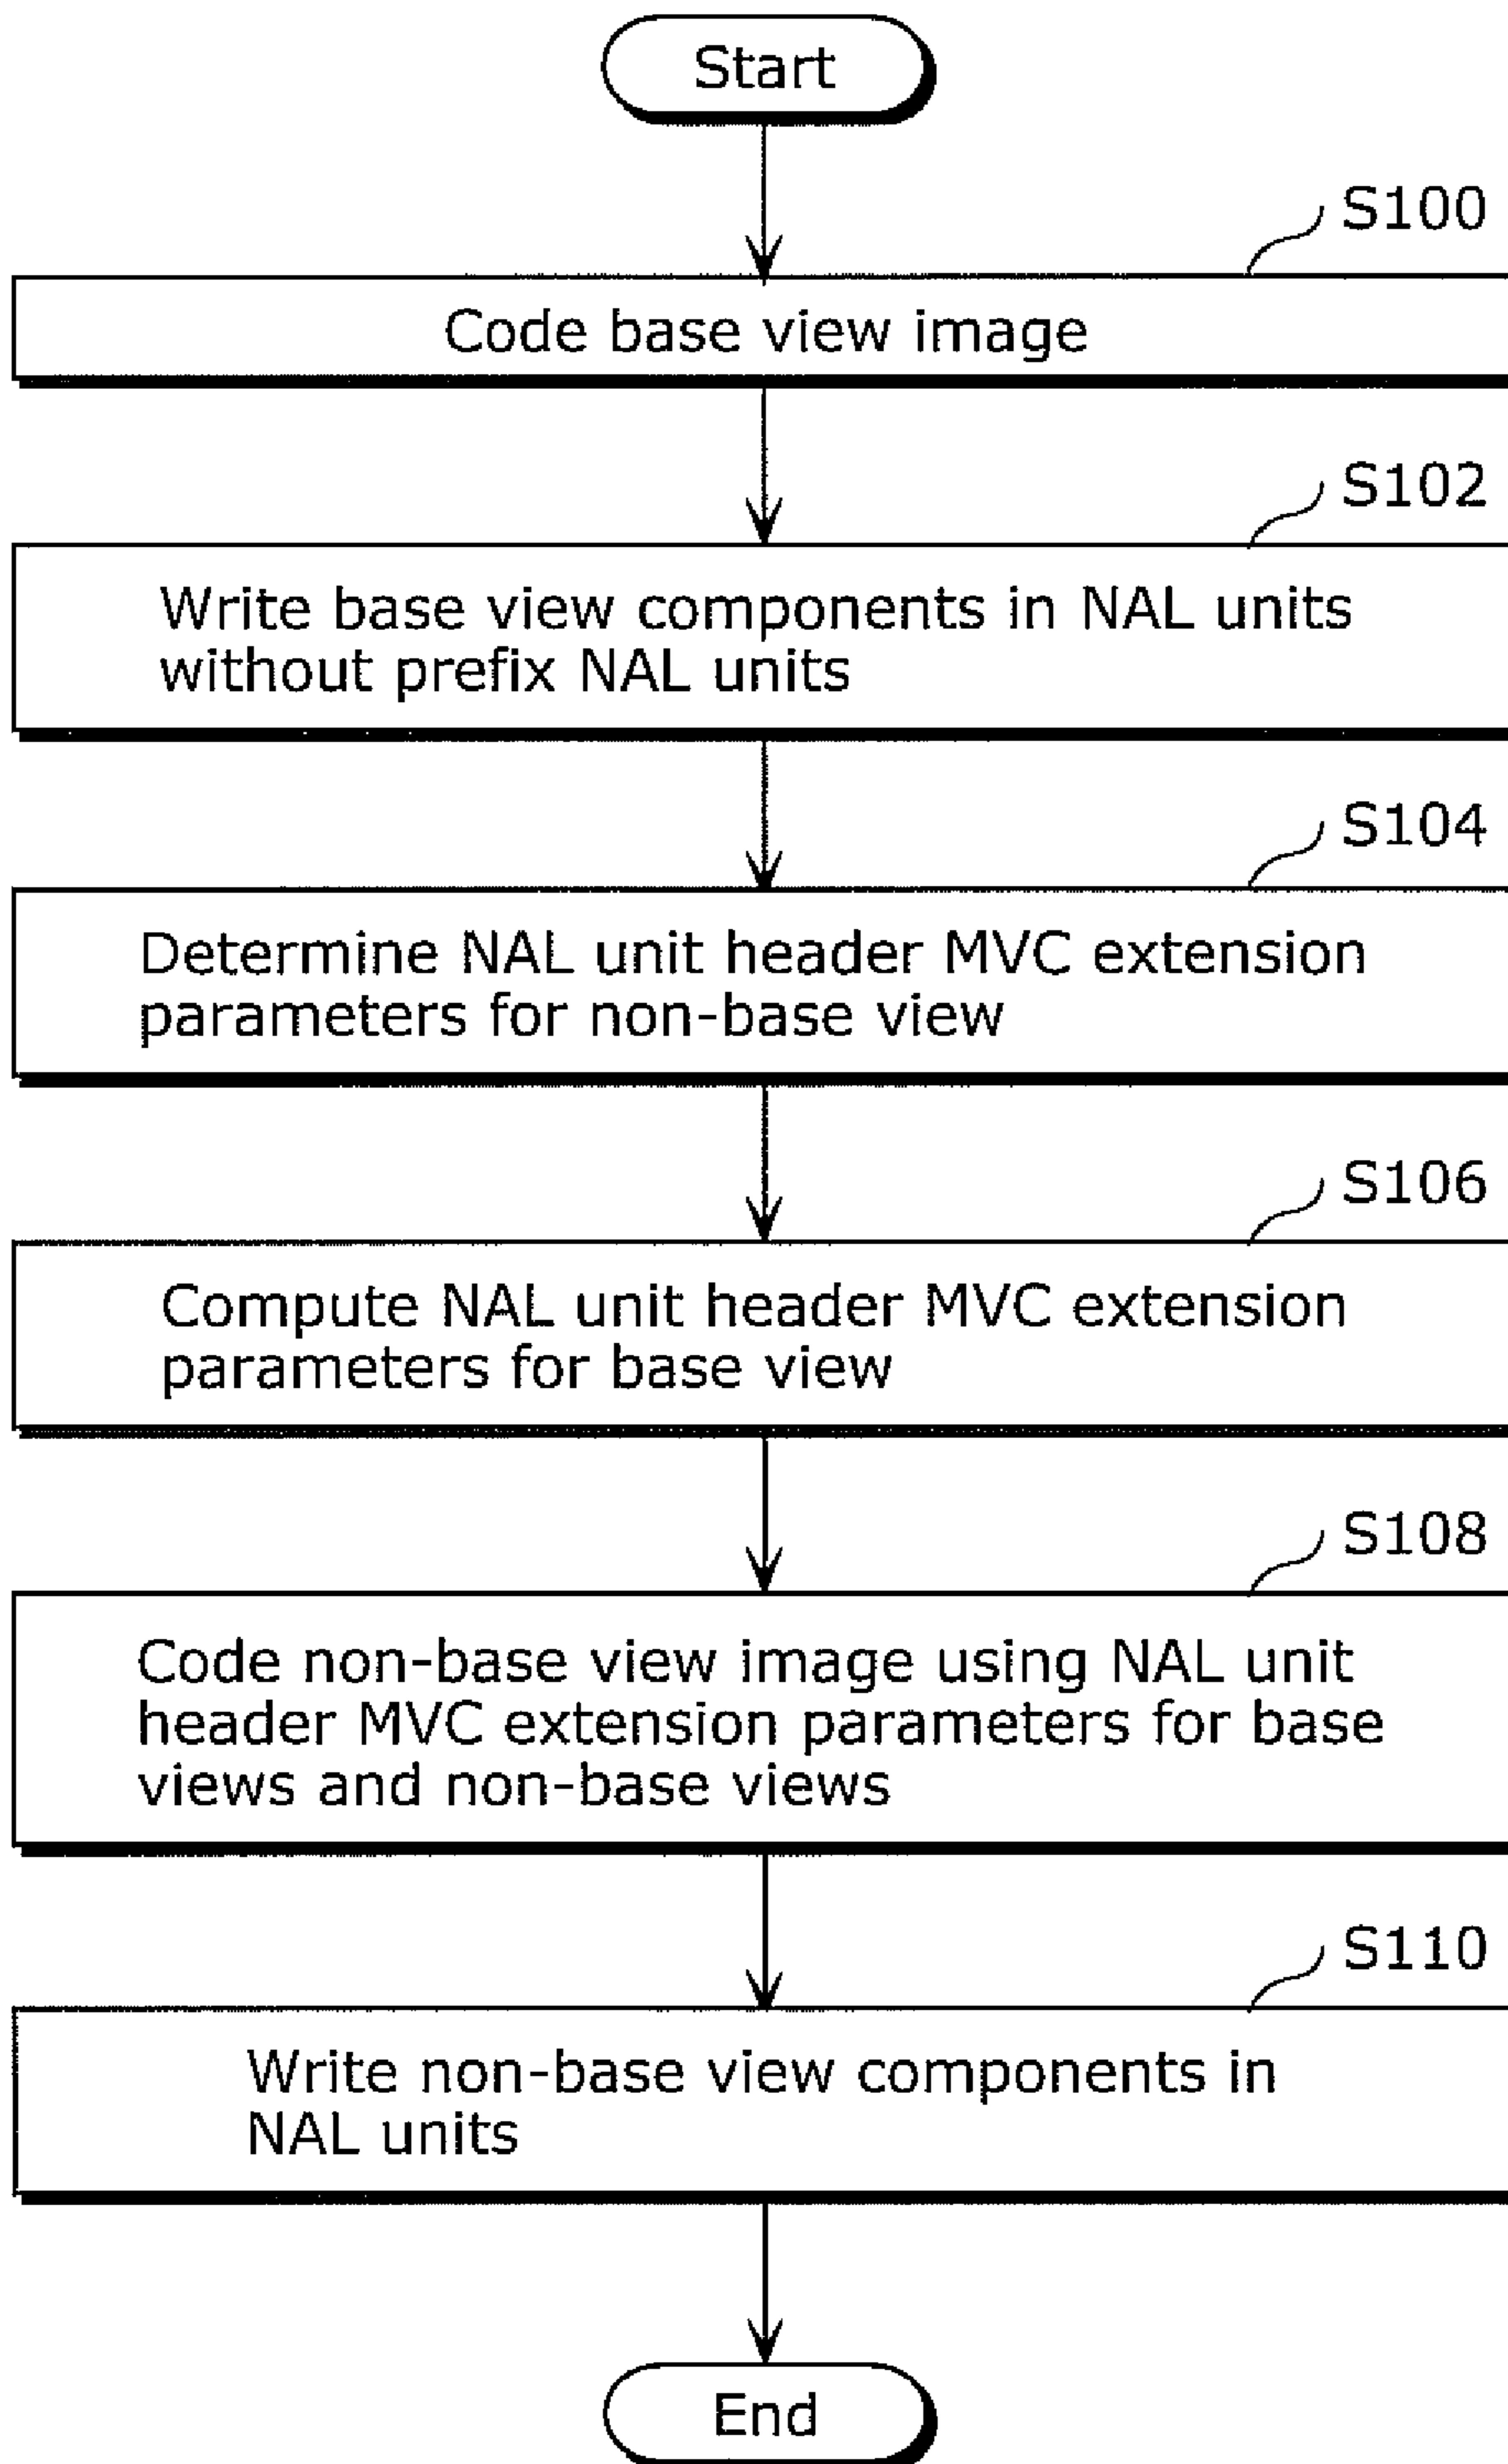 Start
S100
Code base view image
S102
Write base view components in NAL units
without prefix NAL units
S104
Determine NAL unit header MVC extension
parameters for non-base view
S106
Compute NAL unit header MVC extension
parameters for base view
S108
Code non-base view image using NAL unit
header MVC extension parameters for base
views and non-base views
S110
Write non-base view components in
NAL units
End